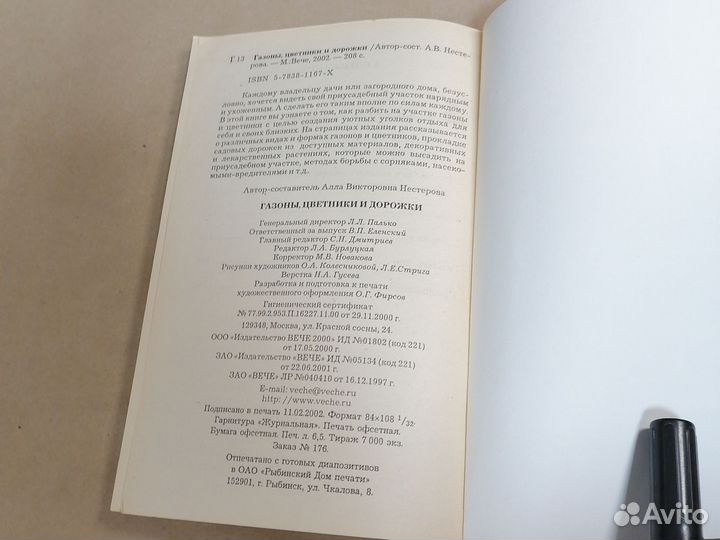 Г 13 Газоны, цветники и дорожки /Автор-сост. А.В. Несте-
рова. — М.:Вече, 2002. — 208 с.
ISBN 5-7838-1167-X
Каждому владельцу дачи или загородного дома, безус-
ловно, хочется видеть свой приусадебный участок нарядным
и ухоженным. А сделать его таким вполне по силам каждому.
В этой книге вы узнаете о том, как разбить на участке газоны
и цветники с целью создания уютных уголков отдыха для
себя и своих близких. На страницах издания рассказывается
о различных видах и формах газонов и цветников, прокладке
садовых дорожек из доступных материалов, декоративных
и лекарственных растениях, которые можно высадить на
приусадебном участке, методах борьбы с сорняками, насеко-
мыми-вредителями и т.д.
Автор-составитель Алла Викторовна Нестерова
ГАЗОНЫ, ЦВЕТНИКИ И ДОРОЖКИ
Генеральный директор Л.Л. Палько
Ответственный за выпуск В.П. Еленский
Главный редактор С.Н. Дмитриев
Редактор Л.А. Бурлуцкая
Корректор М.В. Новакова
Рисунки художников О.А. Колесниковой, Л.Е.Стрига
Верстка Н.А. Гусева
Разработка и подготовка к печати
художественного оформления О.Г. Фирсов
Гигиенический сертификат
№ 77.99.2.953.П.16227.11.00 от 29.11.2000 г.
129348, Москва, ул. Красной сосны, 24.
ООО «Издательство ВЕЧЕ 2000» ИД №01802 (код 221)
от 17.05.2000 г.
ЗАО «Издательство «ВЕЧЕ» ИД №05134 (код 221)
от 22.06.2001 г.
ЗАО «ВЕЧЕ» ЛР №040410 от 16.12.1997 г.
E-mail: veche@veche.ru
http://www.veche.ru
Подписано в печать 11.02.2002. Формат 84×108 1/32.
Гарнитура «Журнальная». Печать офсетная.
Бумага офсетная. Печ. л. 6,5. Тираж 7 000 экз.
Заказ № 176.
Отпечатано с готовых диапозитивов
в ОАО «Рыбинский Дом печати»
152901, г. Рыбинск, ул. Чкалова, 8.
Avito